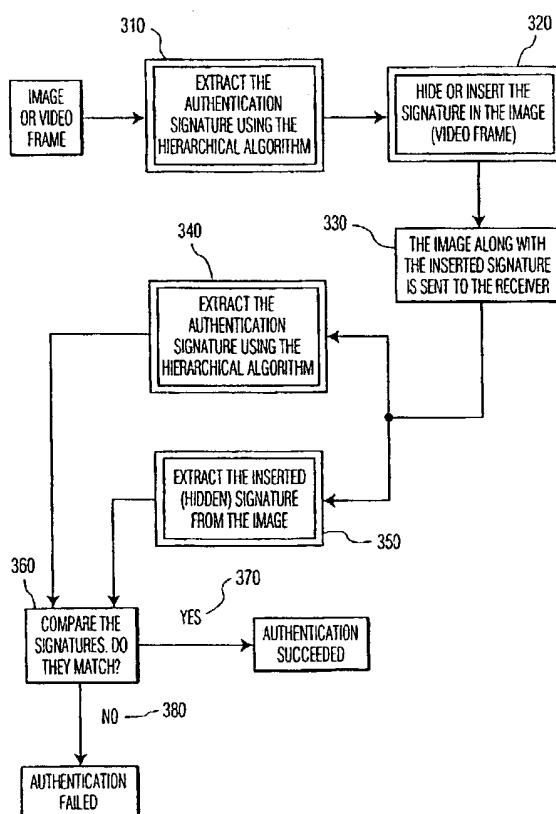 310
320
IMAGE
OR VIDEO
FRAME
EXTRACT THE
AUTHENTICATION
SIGNATURE USING THE
HIERARCHICAL ALGORITHM
HIDE OR INSERT THE
SIGNATURE IN THE IMAGE
(VIDEO FRAME)
330
THE IMAGE ALONG WITH
THE INSERTED SIGNATURE
IS SENT TO THE RECEIVER
340
EXTRACT THE
AUTHENTICATION
SIGNATURE USING THE
HIERARCHICAL ALGORITHM
EXTRACT THE INSERTED
(HIDDEN) SIGNATURE
FROM THE IMAGE
350
360
370
COMPARE THE
SIGNATURES. DO
THEY MATCH?
YES
AUTHENTICATION
SUCCEEDED
NO
380
AUTHENTICATION
FAILED